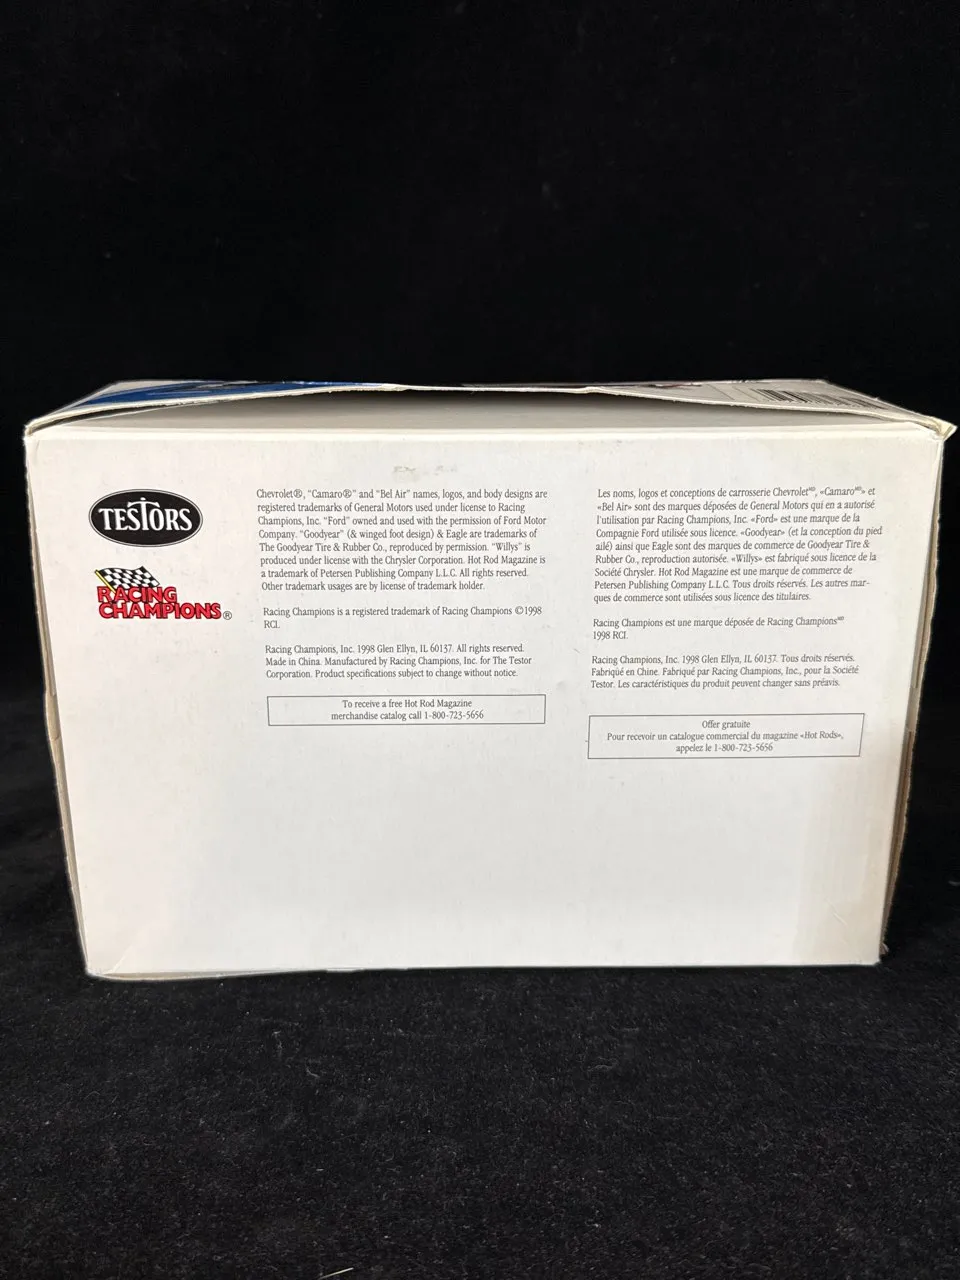 TESTORS
RACING
CHAMPIONS®
Chevrolet®, "Camaro®" and "Bel Air" names, logos, and body designs are
registered trademarks of General Motors used under license to Racing
Champions, Inc. "Ford" owned and used with the permission of Ford Motor
Company. "Goodyear" (& winged foot design) & Eagle are trademarks of
The Goodyear Tire & Rubber Co., reproduced by permission. "Willys" is
produced under license with the Chrysler Corporation. Hot Rod Magazine is
a trademark of Petersen Publishing Company L.L.C. All rights reserved.
Other trademark usages are by license of trademark holder.
Racing Champions is a registered trademark of Racing Champions ©1998
RCI.
Racing Champions, Inc. 1998 Glen Ellyn, IL 60137. All rights reserved.
Made in China. Manufactured by Racing Champions, Inc. for The Testor
Corporation. Product specifications subject to change without notice.
To receive a free Hot Rod Magazine
merchandise catalog call 1-800-723-5656
Les noms, logos et conceptions de carrosserie Chevrolet MD, «Camaro MD» et
«Bel Air» sont des marques déposées de General Motors qui en a autorisé
l'utilisation par Racing Champions, Inc. «Ford» est une marque de la
Compagnie Ford utilisée sous licence. «Goodyear» (et la conception du pied
ailé) ainsi que Eagle sont des marques de commerce de Goodyear Tire &
Rubber Co., reproduction autorisée. «Willys» est fabriqué sous licence de la
Société Chrysler. Hot Rod Magazine est une marque de commerce de
Petersen Publishing Company L.L.C. Tous droits réservés. Les autres mar-
ques de commerce sont utilisées sous licence des titulaires.
Racing Champions est une marque déposée de Racing Champions MD
1998 RCI.
Racing Champions, Inc. 1998 Glen Ellyn, IL 60137. Tous droits réservés.
Fabriqué en Chine. Fabriqué par Racing Champions, Inc., pour la Société
Testor. Les caractéristiques du produit peuvent changer sans préavis.
Offer gratuite
Pour recevoir un catalogue commercial du magazine «Hot Rods»,
appelez le 1-800-723-5656